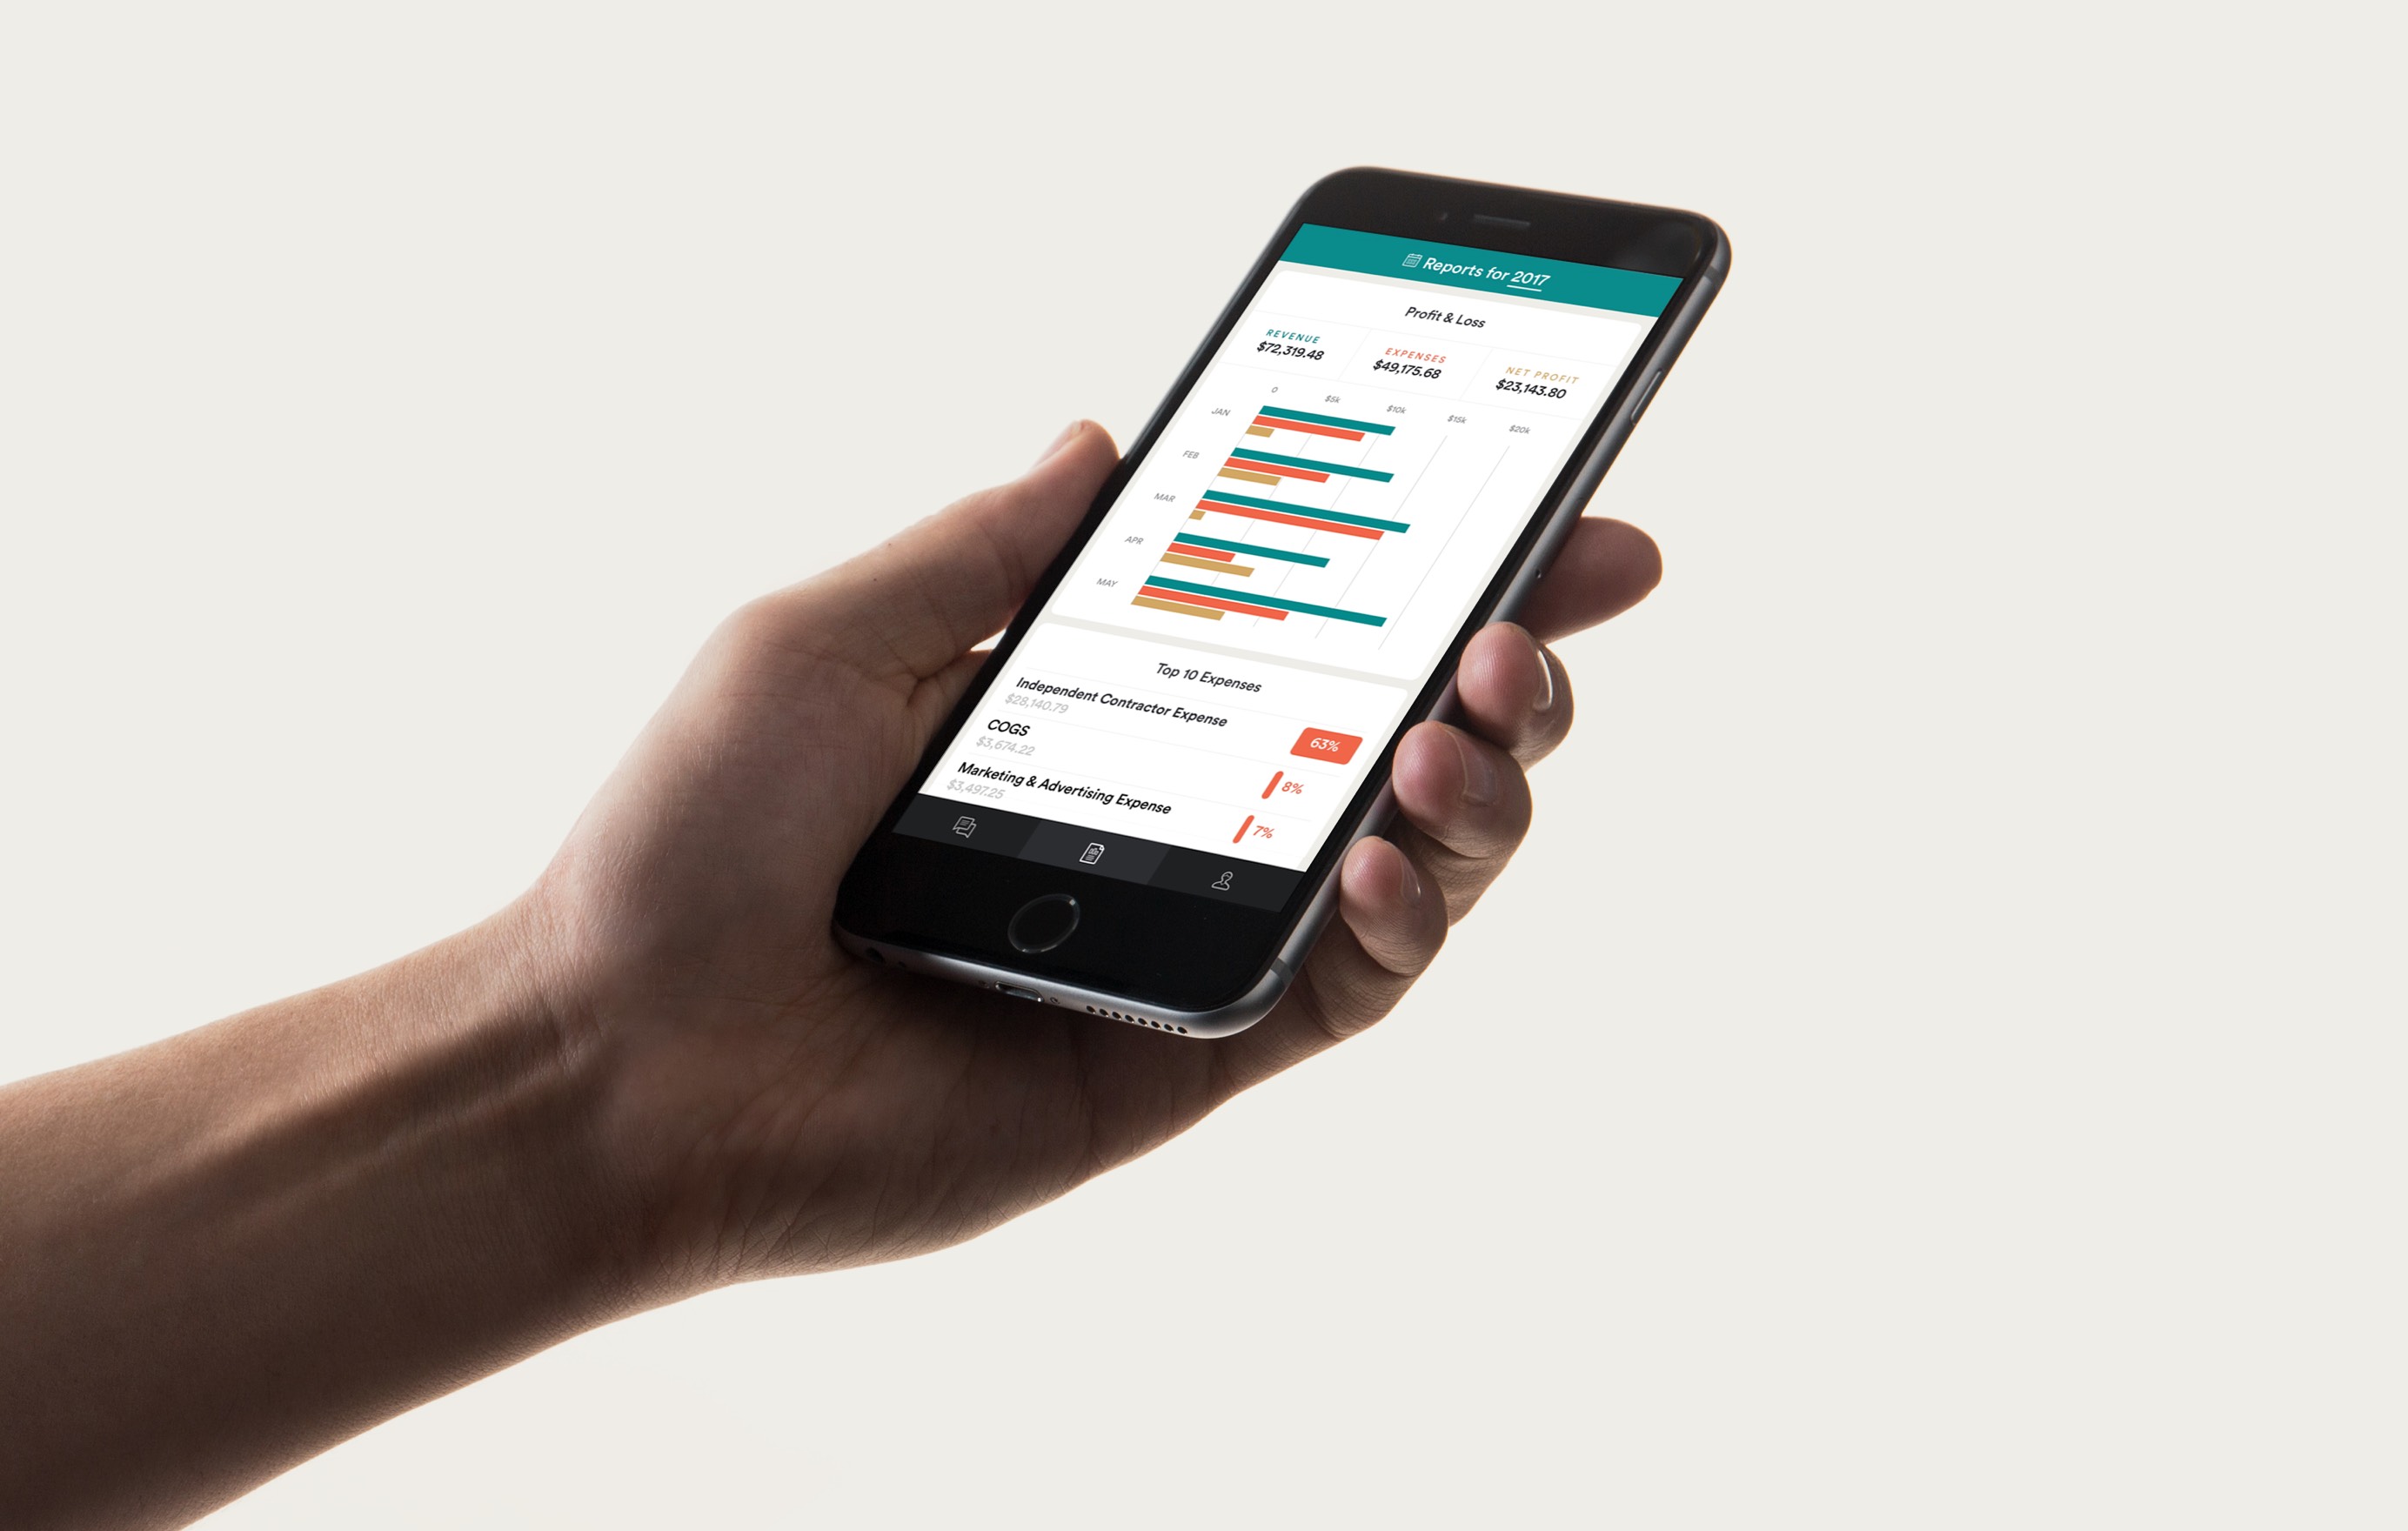 Reports for 2017
Profit & Loss
REVENUE
$72,319.48
EXPENSES
$49,175.68
NET PROFIT
$23,143.80
0 $5k $10k $15k $20k
JAN
FEB
MAR
APR
MAY
Top 10 Expenses
Independent Contractor Expense
$28,140.79
63%
COGS
$3,674.22
8%
Marketing & Advertising Expense
$3,497.25
7%